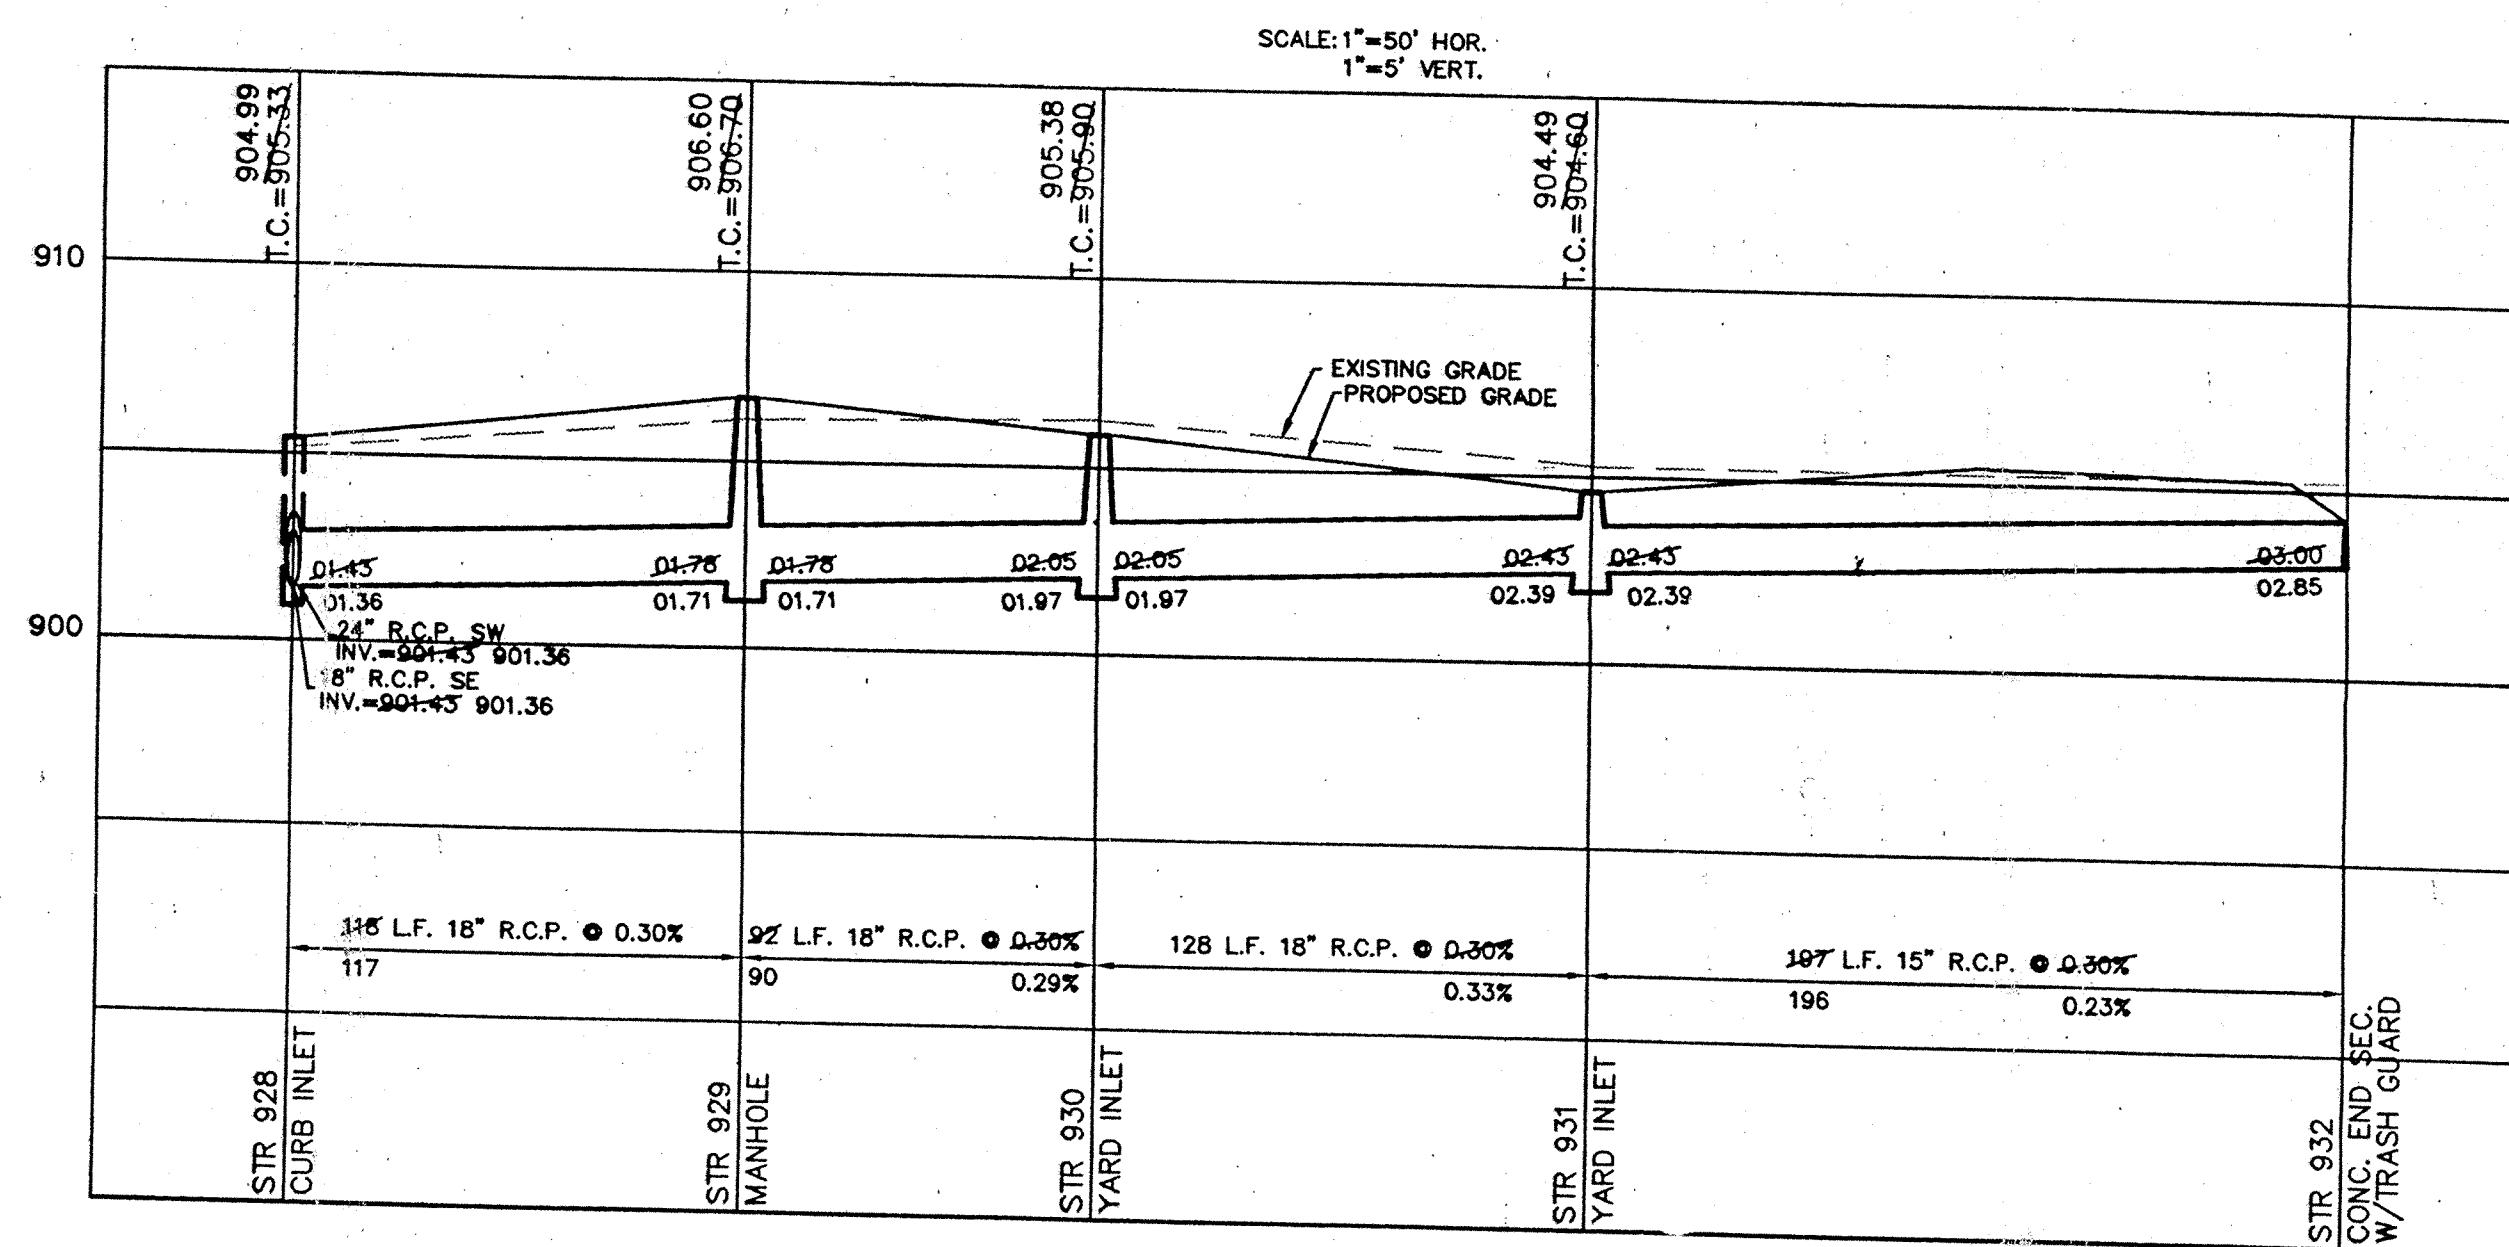 SCALE: 1"=50' HOR.
1"=5' VERT.
904.99
T.C.=905.33
906.60
T.C.=906.70
905.38
T.C.=905.90
904.49
T.C.=904.60
910
EXISTING GRADE
PROPOSED GRADE
01.43
01.78
01.78
02.05
02.05
02.43
02.43
03.00
01.36
01.71
01.71
01.97
01.97
02.39
02.39
02.85
900
24" R.C.P. SW
INV.=901.43 901.36
8" R.C.P. SE
INV.=901.43 901.36
118 L.F. 18" R.C.P. @ 0.30%
117
92 L.F. 18" R.C.P. @ 0.30%
90 0.29%
128 L.F. 18" R.C.P. @ 0.30%
0.33%
197 L.F. 15" R.C.P. @ 0.30%
196 0.23%
STR 928
CURB INLET
STR 929
MANHOLE
STR 930
YARD INLET
STR 931
YARD INLET
STR 932
CONC. END SEC.
W/TRASH GUARD